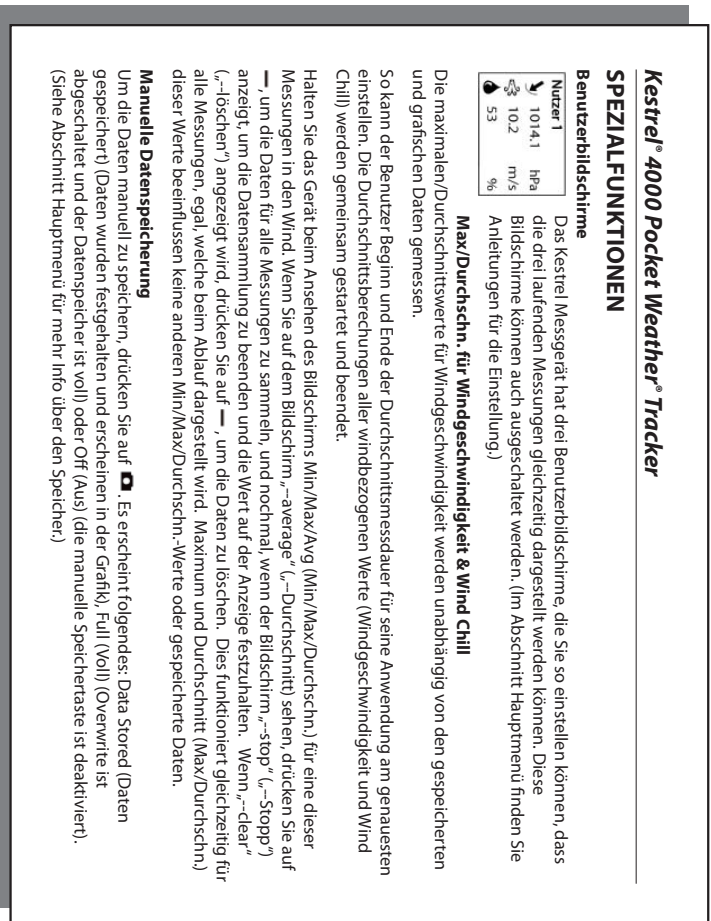 Kestrel® 4000 Pocket Weather® Tracker
SPEZIALFUNKTIONEN
Benutzerbildschirme
Nutzer 1
1014.1 hPa
10.2 m/s
53 %
Das Kestrel Messgerät hat drei Benutzerbildschirme, die Sie so einstellen können, dass
die drei laufenden Messungen gleichzeitig dargestellt werden können. Diese
Bildschirme können auch ausgeschaltet werden. (Im Abschnitt Hauptmenü finden Sie
Anleitungen für die Einstellung.)
Max/Durchschn. für Windgeschwindigkeit & Wind Chill
Die maximalen/Durchschnittswerte für Windgeschwindigkeit werden unabhängig von den gespeicherten
und grafischen Daten gemessen.
So kann der Benutzer Beginn und Ende der Durchschnittsmessdauer für seine Anwendung am genauesten
einstellen. Die Durchschnittsberechungen aller windbezogenen Werte (Windgeschwindigkeit und Wind
Chill) werden gemeinsam gestartet und beendet.
Halten Sie das Gerät beim Ansehen des Bildschirms Min/Max/Avg (Min/Max/Durchschn.) für eine dieser
Messungen in den Wind. Wenn Sie auf dem Bildschirm „--average" („--Durchschnitt) sehen, drücken Sie auf
━, um die Daten für alle Messungen zu sammeln, und nochmal, wenn der Bildschirm „--stop" („--Stopp")
anzeigt, um die Datensammlung zu beenden und die Wert auf der Anzeige festzuhalten. Wenn „--clear"
(„--löschen") angezeigt wird, drücken Sie auf ━ , um die Daten zu löschen. Dies funktioniert gleichzeitig für
alle Messungen, egal, welche beim Ablauf dargestellt wird. Maximum und Durchschnitt (Max/Durchschn.)
dieser Werte beeinflussen keine anderen Min/Max/Durchschn.-Werte oder gespeicherte Daten.
Manuelle Datenspeicherung
Um die Daten manuell zu speichern, drücken Sie auf . Es erscheint folgendes: Data Stored (Daten
gespeichert) (Daten wurden festgehalten und erscheinen in der Grafik), Full (Voll) (Overwrite ist
abgeschaltet und der Datenspeicher ist voll) oder Off (Aus) (die manuelle Speichertaste ist deaktiviert).
(Siehe Abschnitt Hauptmenü für mehr Info über den Speicher.)